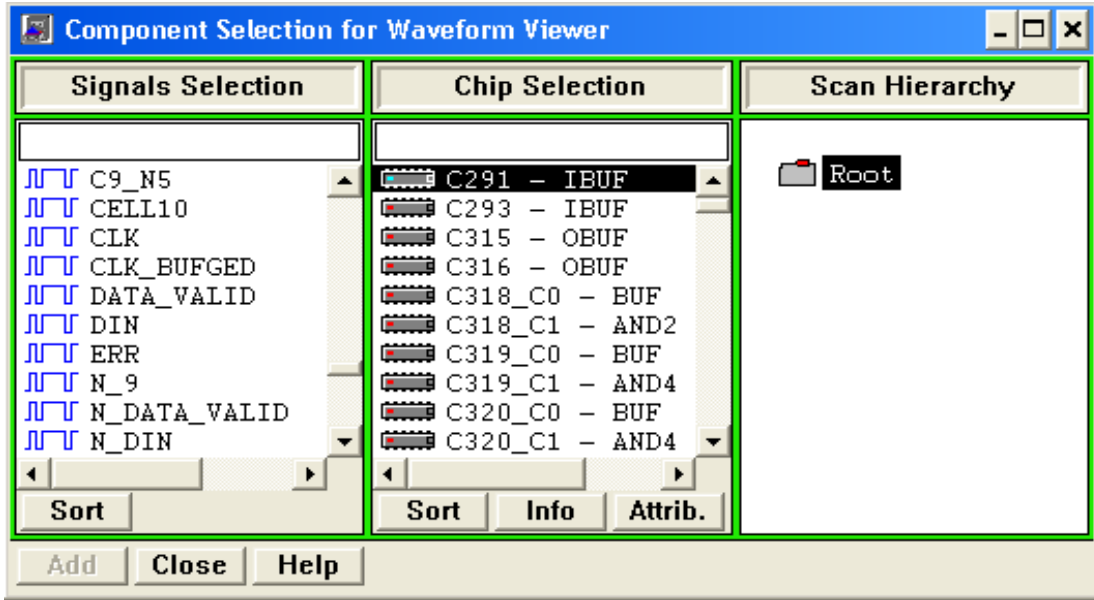 Component Selection for Waveform Viewer
Signals Selection
Chip Selection
Scan Hierarchy
C9_N5
CELL10
CLK
CLK_BUFGED
DATA_VALID
DIN
ERR
N_9
N_DATA_VALID
N_DIN
Sort
C291 – IBUF
C293 – IBUF
C315 – OBUF
C316 – OBUF
C318_C0 – BUF
C318_C1 – AND2
C319_C0 – BUF
C319_C1 – AND4
C320_C0 – BUF
C320_C1 – AND4
Sort Info Attrib.
Root
Add Close Help